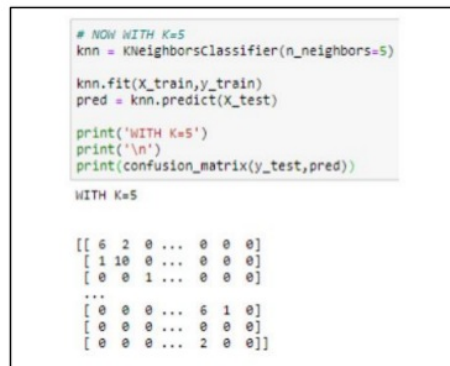 # NOW WITH K=5
knn = KNeighborsClassifier(n_neighbors=5)
knn.fit(X_train,y_train)
pred = knn.predict(X_test)
print('WITH K=5')
print('\n')
print(confusion_matrix(y_test,pred))
WITH K=5
[[ 6 2 0 ... 0 0 0]
[ 1 10 0 ... 0 0 0]
[ 0 0 1 ... 0 0 0]
...
[ 0 0 0 ... 6 1 0]
[ 0 0 0 ... 0 0 0]
[ 0 0 0 ... 2 0 0]]